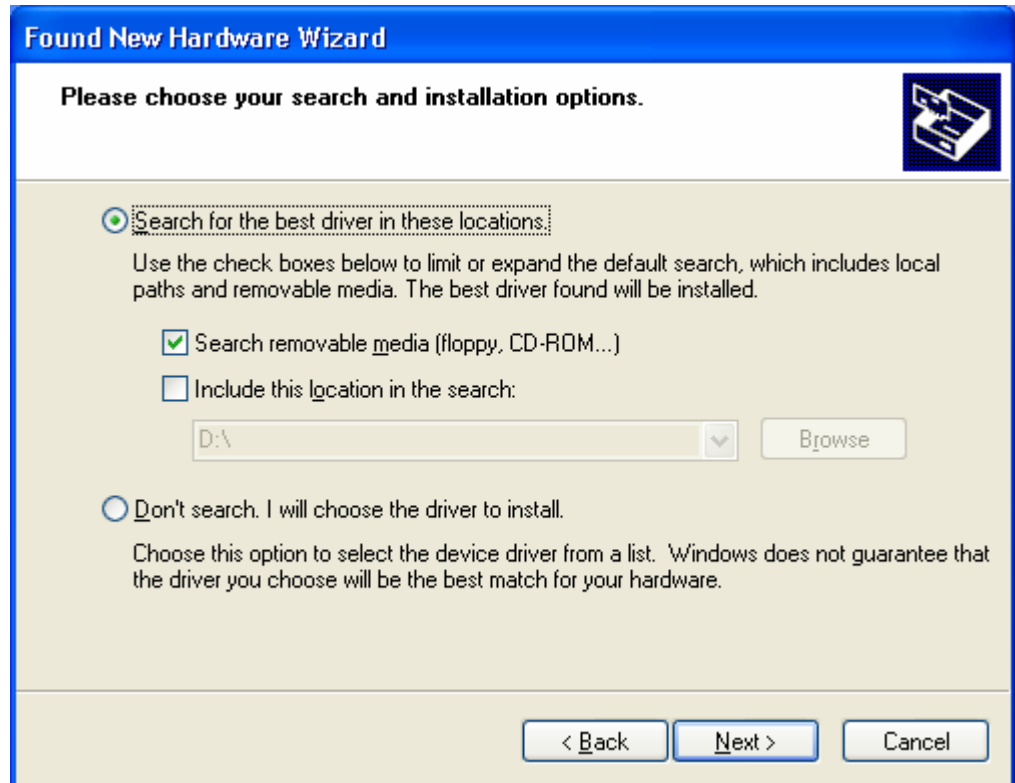 Found New Hardware Wizard
Please choose your search and installation options.
Search for the best driver in these locations.
Use the check boxes below to limit or expand the default search, which includes local
paths and removable media. The best driver found will be installed.
Search removable media (floppy, CD-ROM...)
Include this location in the search:
D:\
Browse
Don't search. I will choose the driver to install.
Choose this option to select the device driver from a list. Windows does not guarantee that
the driver you choose will be the best match for your hardware.
< Back
Next >
Cancel